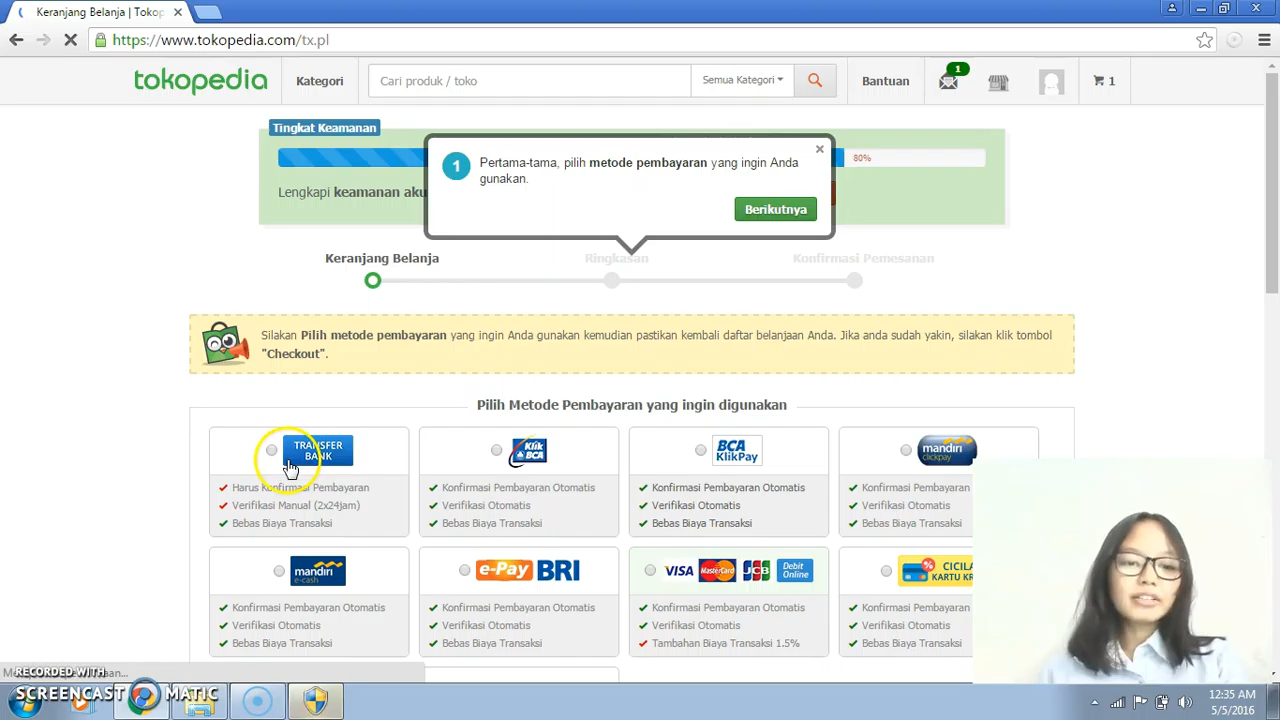 Keranjang Belanja | Tokop
https://www.tokopedia.com/tx.pl
tokopedia
Kategori
Cari produk / toko
Semua Kategori
Bantuan
1
1
Tingkat Keamanan
80%
Lengkapi keamanan aku
1
Pertama-tama, pilih metode pembayaran yang ingin Anda
gunakan.
Berikutnya
Keranjang Belanja
Ringkasan
Konfirmasi Pemesanan
Silakan Pilih metode pembayaran yang ingin Anda gunakan kemudian pastikan kembali daftar belanjaan Anda. Jika anda sudah yakin, silakan klik tombol
"Checkout".
Pilih Metode Pembayaran yang ingin digunakan
TRANSFER
BANK
Harus Konfirmasi Pembayaran
Verifikasi Manual (2x24jam)
Bebas Biaya Transaksi
Klik
BCA
Konfirmasi Pembayaran Otomatis
Verifikasi Otomatis
Bebas Biaya Transaksi
BCA
KlikPay
Konfirmasi Pembayaran Otomatis
Verifikasi Otomatis
Bebas Biaya Transaksi
mandiri
clickpay
Konfirmasi Pembayaran
Verifikasi Otomatis
Bebas Biaya Transaksi
mandiri
e-cash
Konfirmasi Pembayaran Otomatis
Verifikasi Otomatis
Bebas Biaya Transaksi
e-Pay BRI
Konfirmasi Pembayaran Otomatis
Verifikasi Otomatis
Bebas Biaya Transaksi
VISA MasterCard JCB Debit
Online
Konfirmasi Pembayaran Otomatis
Verifikasi Otomatis
Tambahan Biaya Transaksi 1.5%
% CICILA
KARTU KR
Konfirmasi Pembayaran
Verifikasi Otomatis
Bebas Biaya Transaksi
RECORDED WITH
SCREENCAST MATIC
12:35 AM
5/5/2016